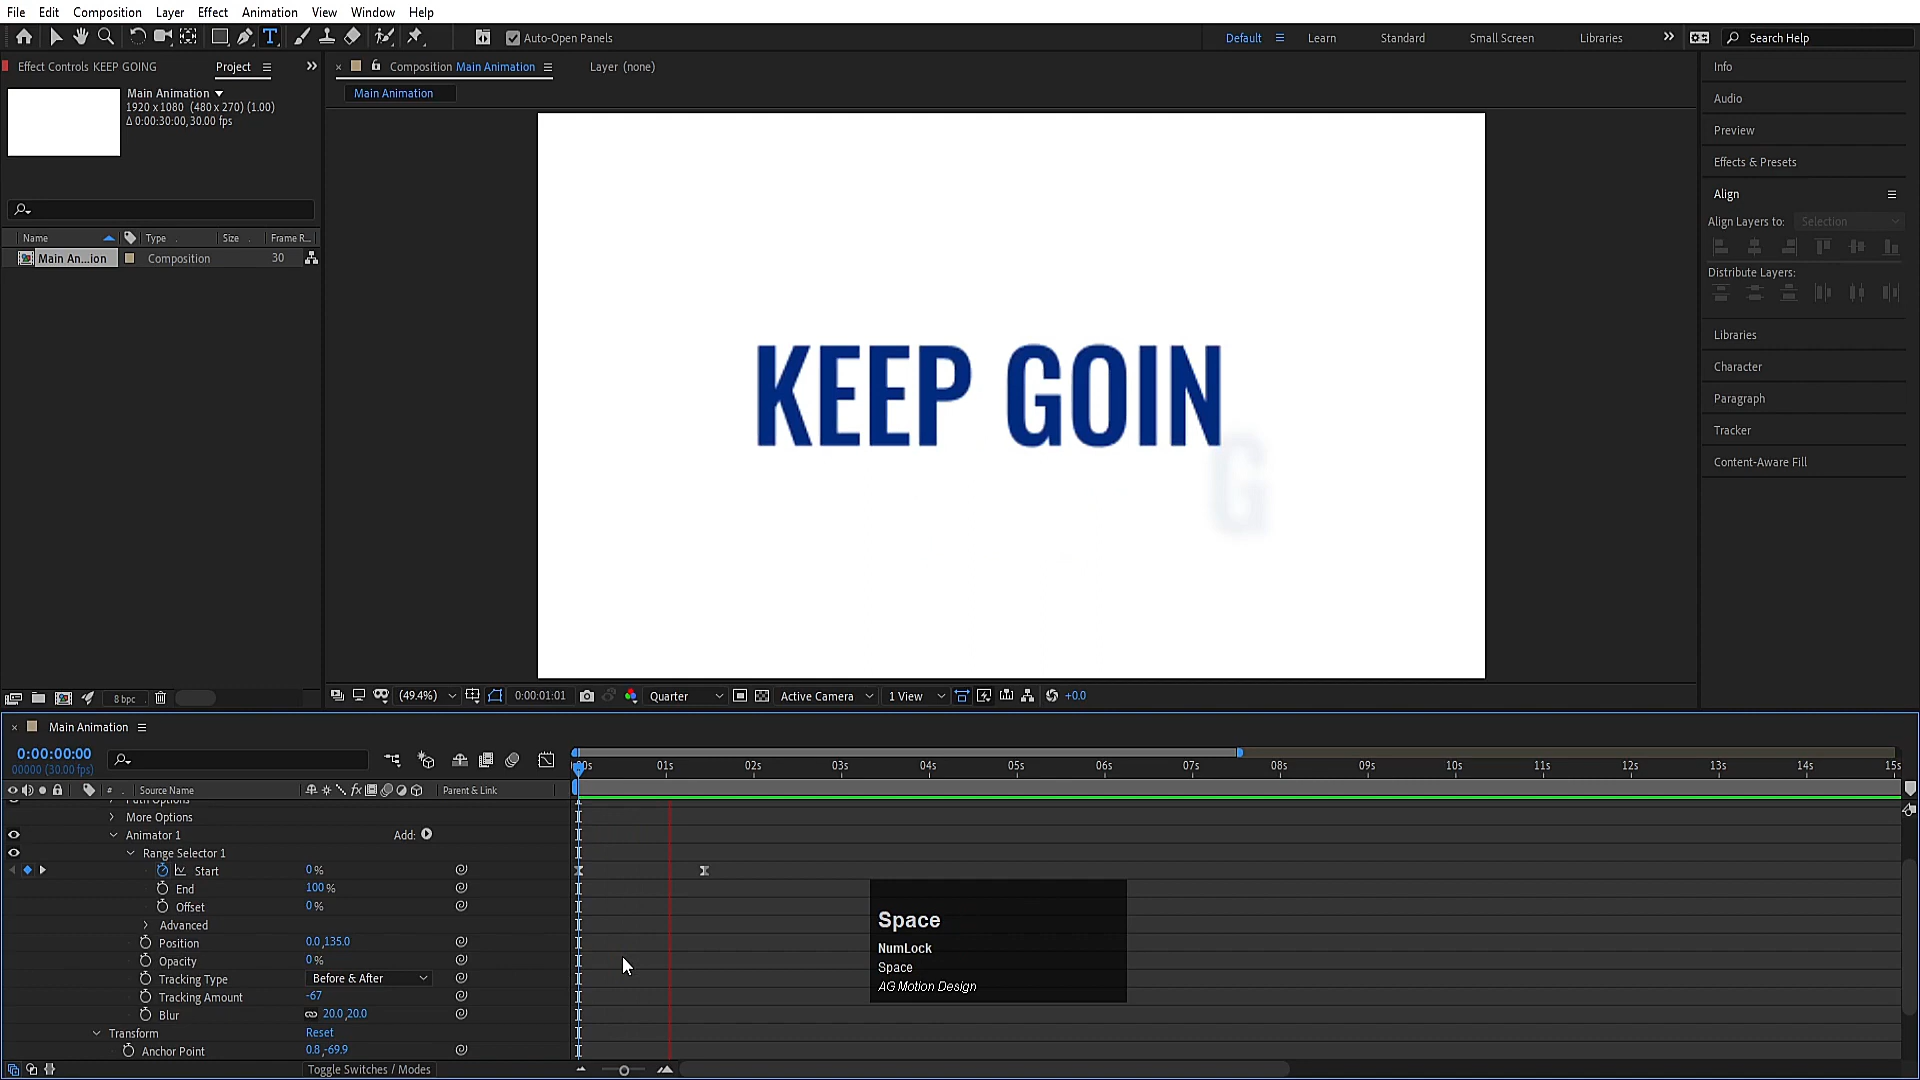 File Edit Composition Layer Effect Animation View Window Help
Auto-Open Panels
Default Learn Standard Small Screen Libraries Search Help
Effect Controls KEEP GOING Project
Composition Main Animation Layer (none)
Main Animation
Main Animation
1920 x 1080 (480 x 270) (1.00)
Δ 0:00:30:00, 30.00 fps
Name Type Size Frame R...
Main An...ion Composition 30
8 bpc
KEEP GOIN
G
(49.4%) 0:00:01:01 Quarter Active Camera 1 View +0.0
Info
Audio
Preview
Effects & Presets
Align
Align Layers to: Selection
Distribute Layers:
Libraries
Character
Paragraph
Tracker
Content-Aware Fill
Main Animation
0:00:00:00
00000 (30.00 fps)
# Source Name Parent & Link
01s 02s 03s 04s 05s 06s 07s 08s 09s 10s 11s 12s 13s 14s 15s
Path Options
More Options
Animator 1 Add:
Range Selector 1
Start 0 %
End 100 %
Offset 0 %
Advanced
Position 0.0, 135.0
Opacity 0 %
Tracking Type Before & After
Tracking Amount -67
Blur 20.0, 20.0
Transform Reset
Anchor Point 0.8, -69.9
Toggle Switches / Modes
Space
NumLock
Space
AG Motion Design